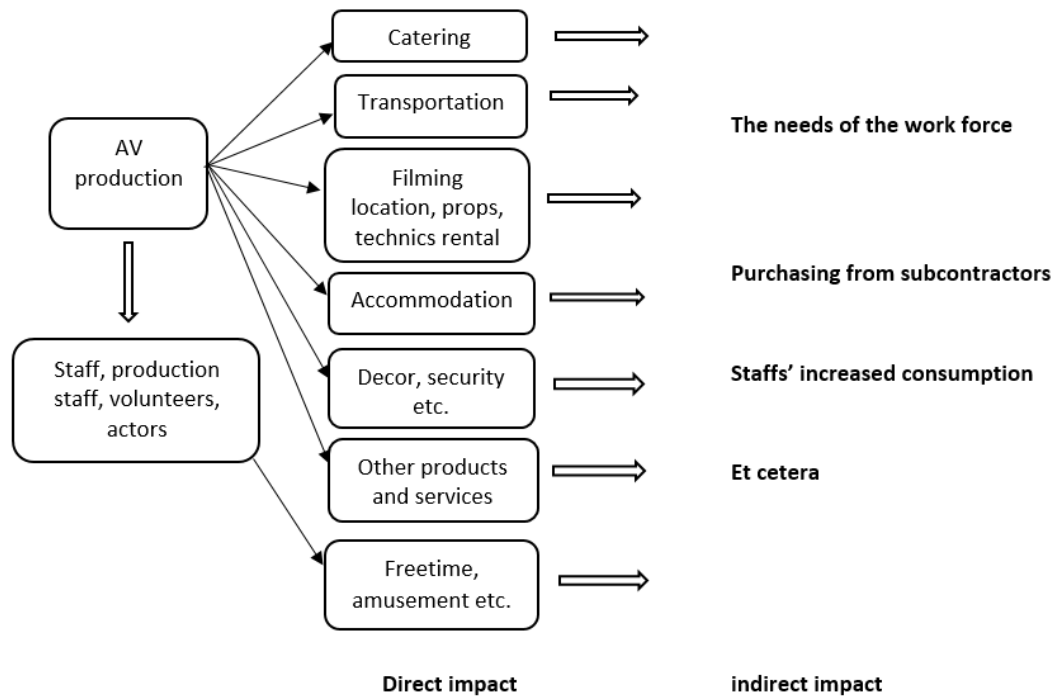 AV
production
Staff, production
staff, volunteers,
actors
Catering
Transportation
Filming
location, props,
technics rental
Accommodation
Decor, security
etc.
Other products
and services
Freetime,
amusement etc.
Direct impact
The needs of the work force
Purchasing from subcontractors
Staffs’ increased consumption
Et cetera
indirect impact